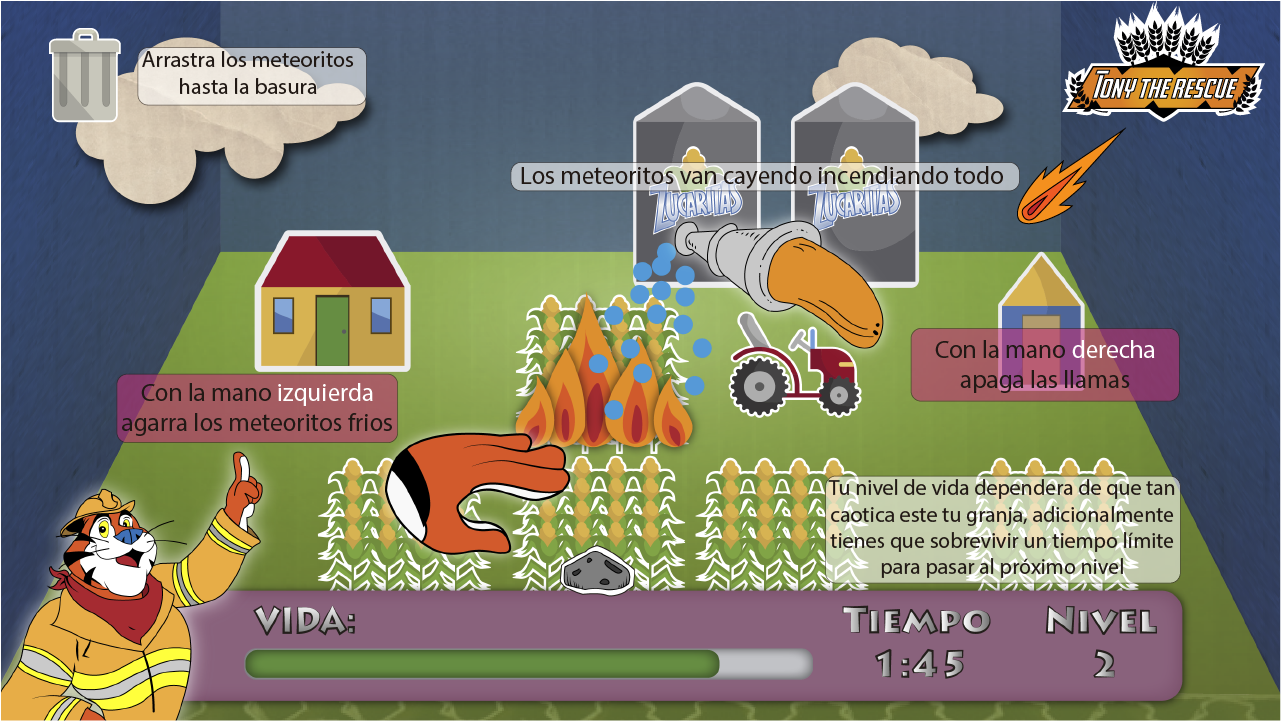 Arrastra los meteoritos
hasta la basura
TONY THE RESCUE
Los meteoritos van cayendo incendiando todo
ZUCARITAS
ZUCARITAS
Con la mano derecha
apaga las llamas
Con la mano izquierda
agarra los meteoritos frios
Tu nivel de vida dependera de que tan
caotica este tu granja, adicionalmente
tienes que sobrevivir un tiempo límite
para pasar al próximo nivel
VIDA:
TIEMPO
NIVEL
1:45
2